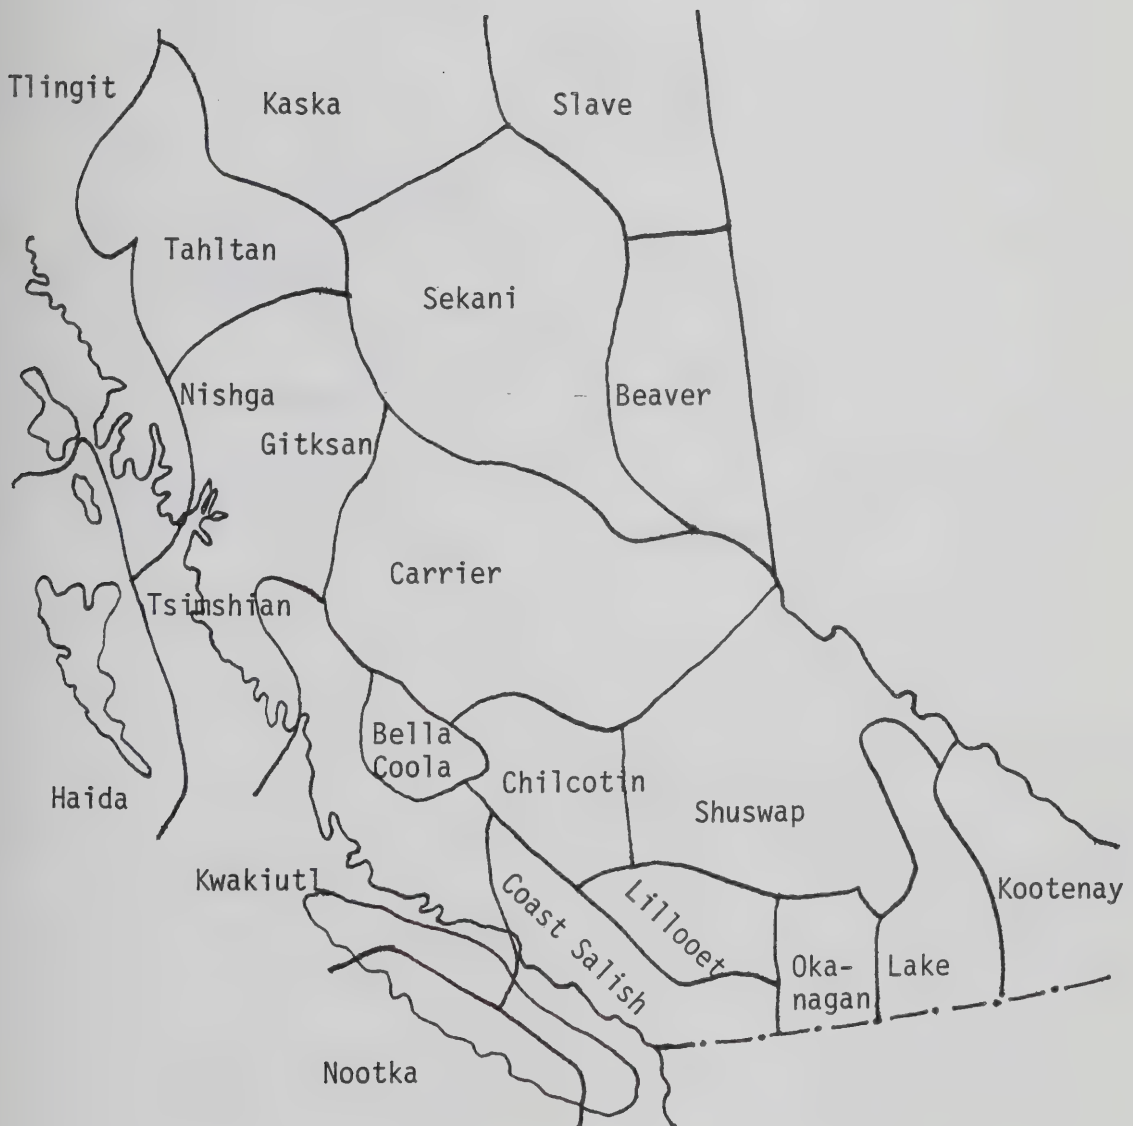 Tlingit
Kaska
Slave
Tahltan
Sekani
Nishga
Beaver
Gitksan
Carrier
Tsimshian
Bella
Coola
Chilcotin
Haida
Shuswap
Kwakiutl
Coast Salish
Lillooet
Kootenay
Oka-
nagan
Lake
Nootka